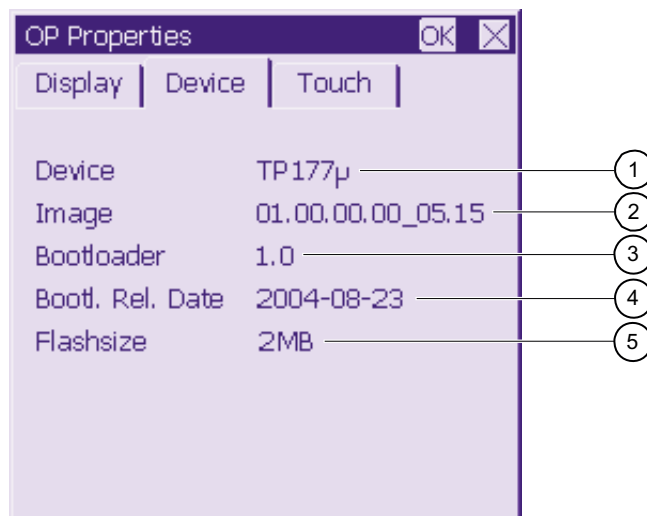 OP Properties OK X
Display Device Touch
Device TP177µ 1
Image 01.00.00.00_05.15 2
Bootloader 1.0 3
Bootl. Rel. Date 2004-08-23 4
Flashsize 2MB 5